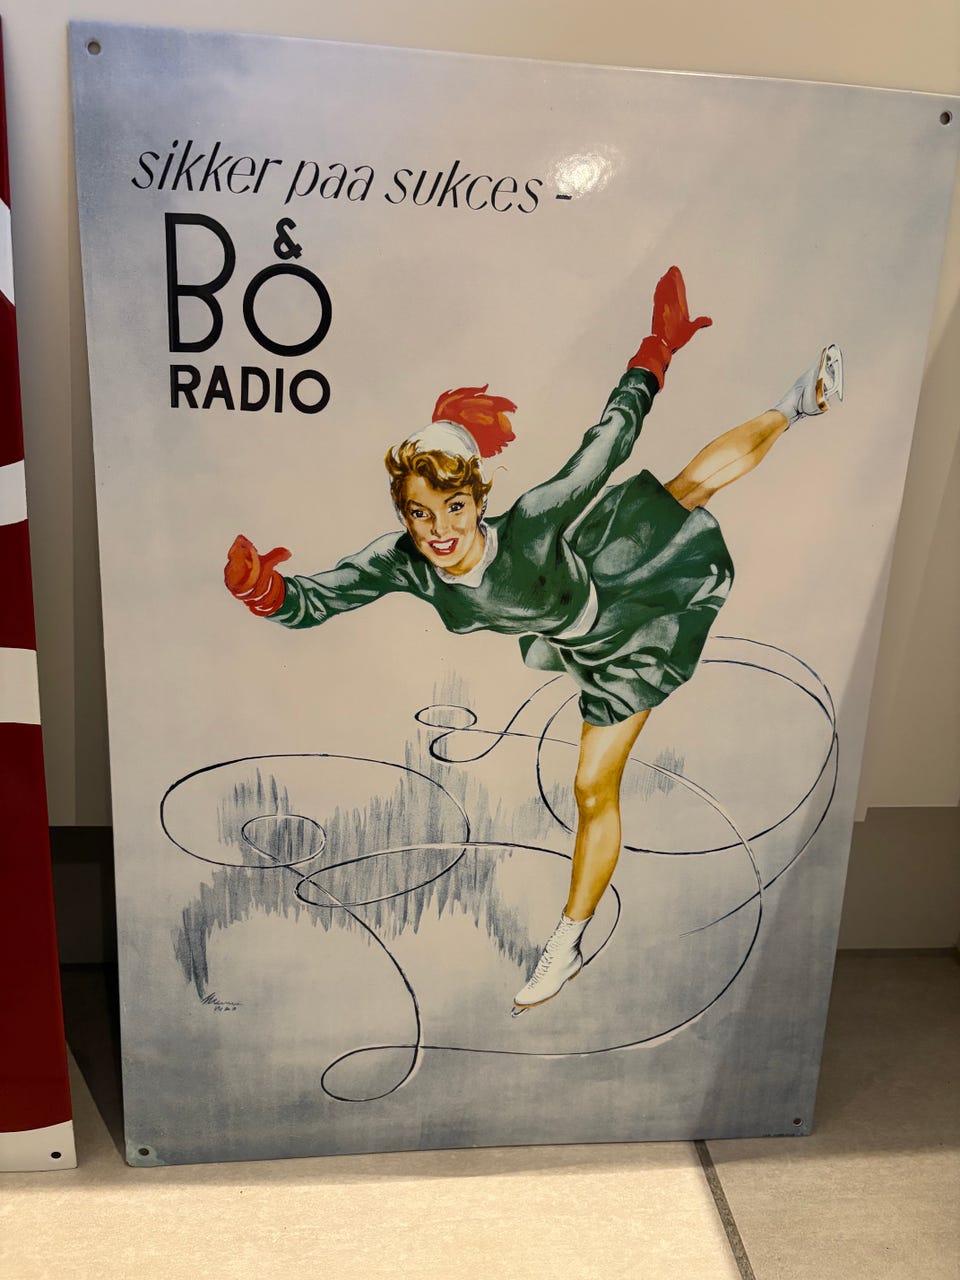 sikker paa sukces -
B&O
RADIO